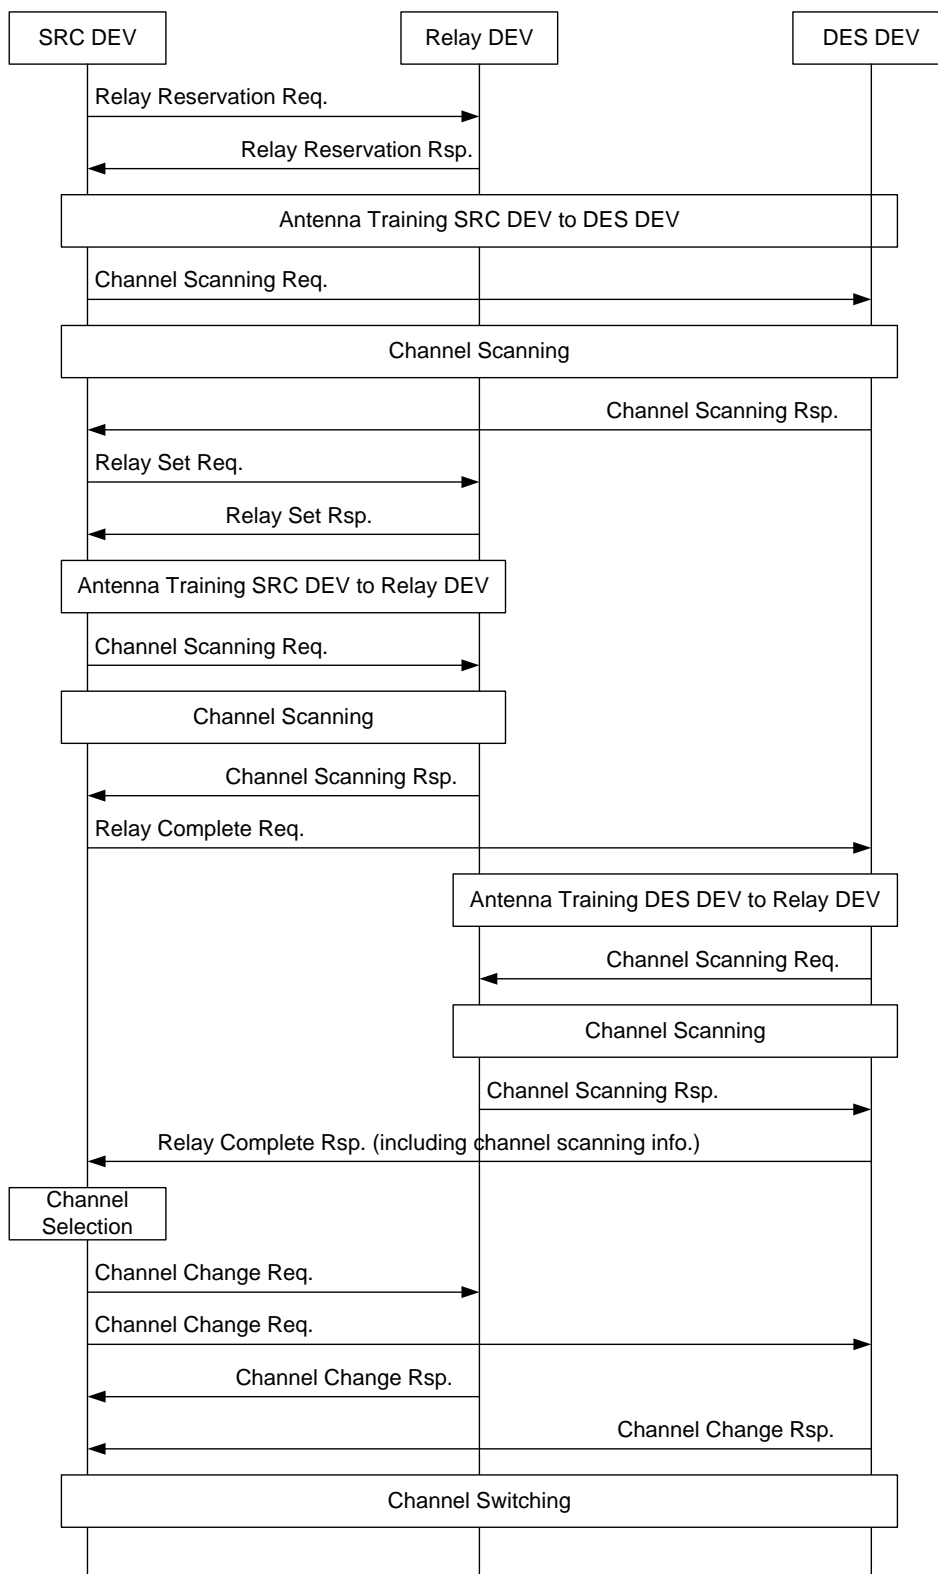 SRC DEV
Relay DEV
DES DEV
Relay Reservation Req.
Relay Reservation Rsp.
Antenna Training SRC DEV to DES DEV
Channel Scanning Req.
Channel Scanning
Channel Scanning Rsp.
Relay Set Req.
Relay Set Rsp.
Antenna Training SRC DEV to Relay DEV
Channel Scanning Req.
Channel Scanning
Channel Scanning Rsp.
Relay Complete Req.
Antenna Training DES DEV to Relay DEV
Channel Scanning Req.
Channel Scanning
Channel Scanning Rsp.
Relay Complete Rsp. (including channel scanning info.)
Channel
Selection
Channel Change Req.
Channel Change Req.
Channel Change Rsp.
Channel Change Rsp.
Channel Switching